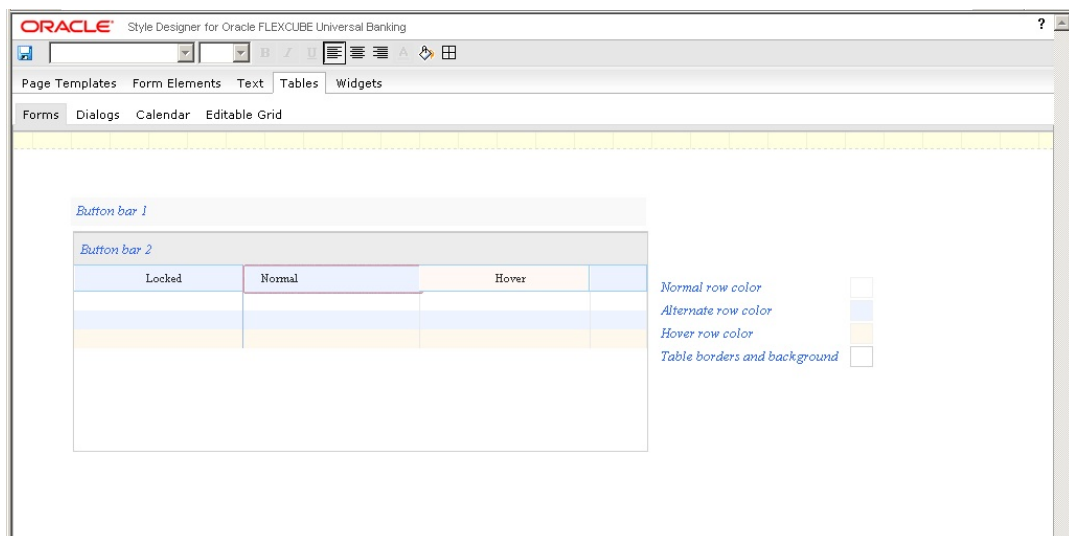 ORACLE® Style Designer for Oracle FLEXCUBE Universal Banking ?
B I U A
Page Templates Form Elements Text Tables Widgets
Forms Dialogs Calendar Editable Grid
Button bar 1
Button bar 2
Locked Normal Hover
Normal row color
Alternate row color
Hover row color
Table borders and background